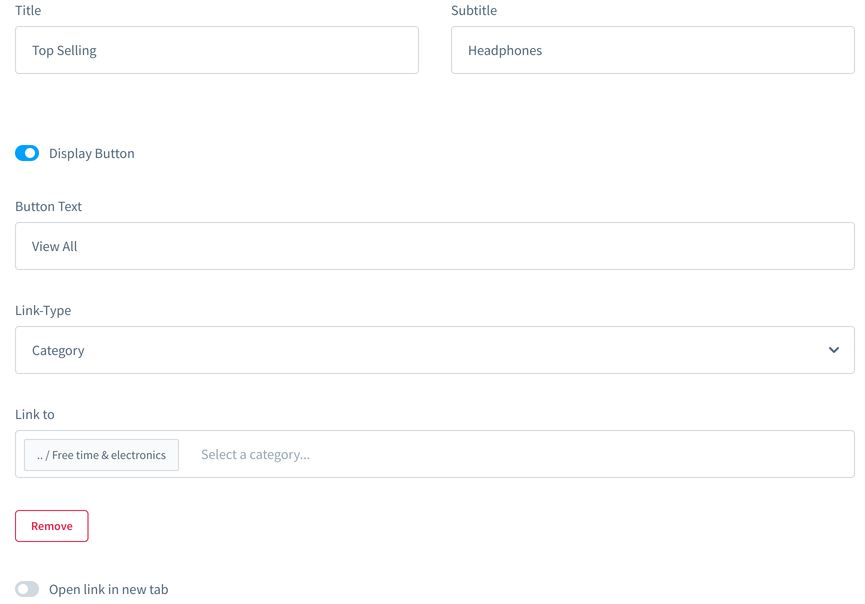 Title
Subtitle
Top Selling
Headphones
Display Button
Button Text
View All
Link-Type
Category
Link to
.. / Free time & electronics
Select a category...
Remove
Open link in new tab